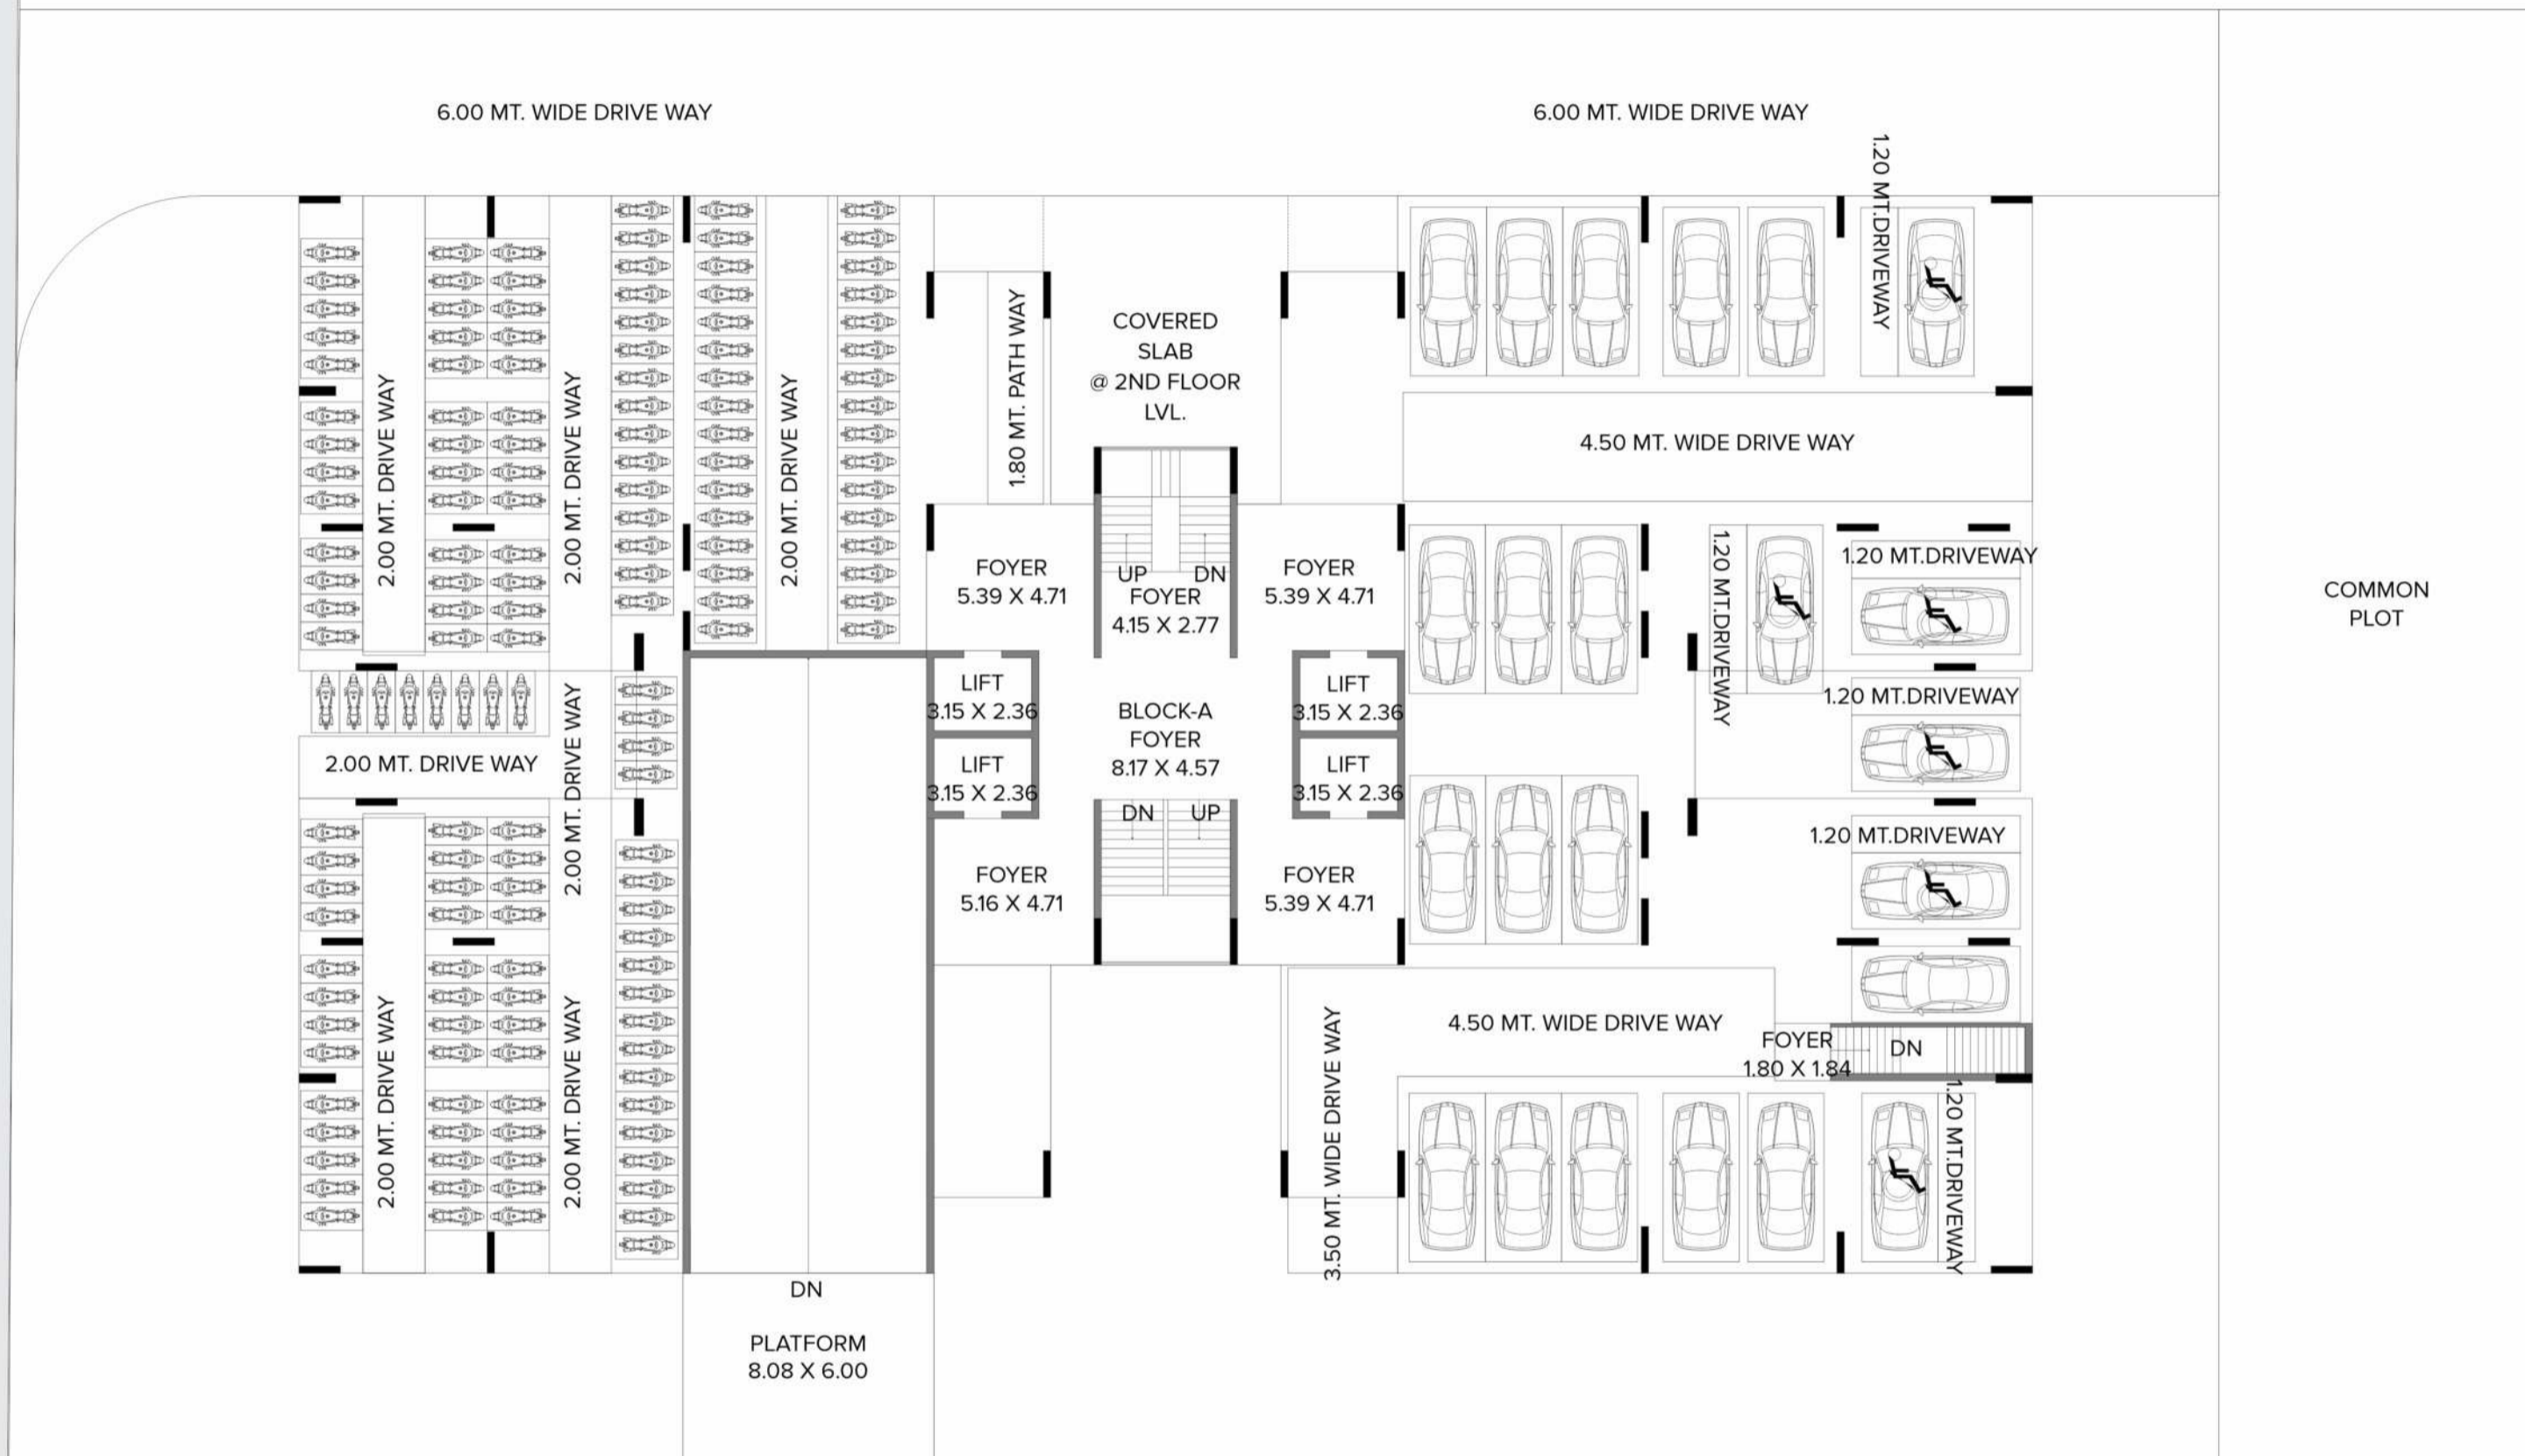 6.00 MT. WIDE DRIVE WAY
6.00 MT. WIDE DRIVE WAY
1.20 MT.DRIVEWAY
2.00 MT. DRIVE WAY
2.00 MT. DRIVE WAY
2.00 MT. DRIVE WAY
1.80 MT. PATH WAY
COVERED
SLAB
@ 2ND FLOOR
LVL.
4.50 MT. WIDE DRIVE WAY
FOYER
5.39 X 4.71
UP
DN
FOYER
4.15 X 2.77
FOYER
5.39 X 4.71
1.20 MT.DRIVEWAY
1.20 MT.DRIVEWAY
COMMON
PLOT
LIFT
3.15 X 2.36
BLOCK-A
FOYER
8.17 X 4.57
LIFT
3.15 X 2.36
1.20 MT.DRIVEWAY
2.00 MT. DRIVE WAY
2.00 MT. DRIVE WAY
LIFT
3.15 X 2.36
LIFT
3.15 X 2.36
DN
UP
1.20 MT.DRIVEWAY
FOYER
5.16 X 4.71
FOYER
5.39 X 4.71
2.00 MT. DRIVE WAY
2.00 MT. DRIVE WAY
3.50 MT. WIDE DRIVE WAY
4.50 MT. WIDE DRIVE WAY
FOYER
1.80 X 1.84
DN
1.20 MT.DRIVEWAY
DN
PLATFORM
8.08 X 6.00